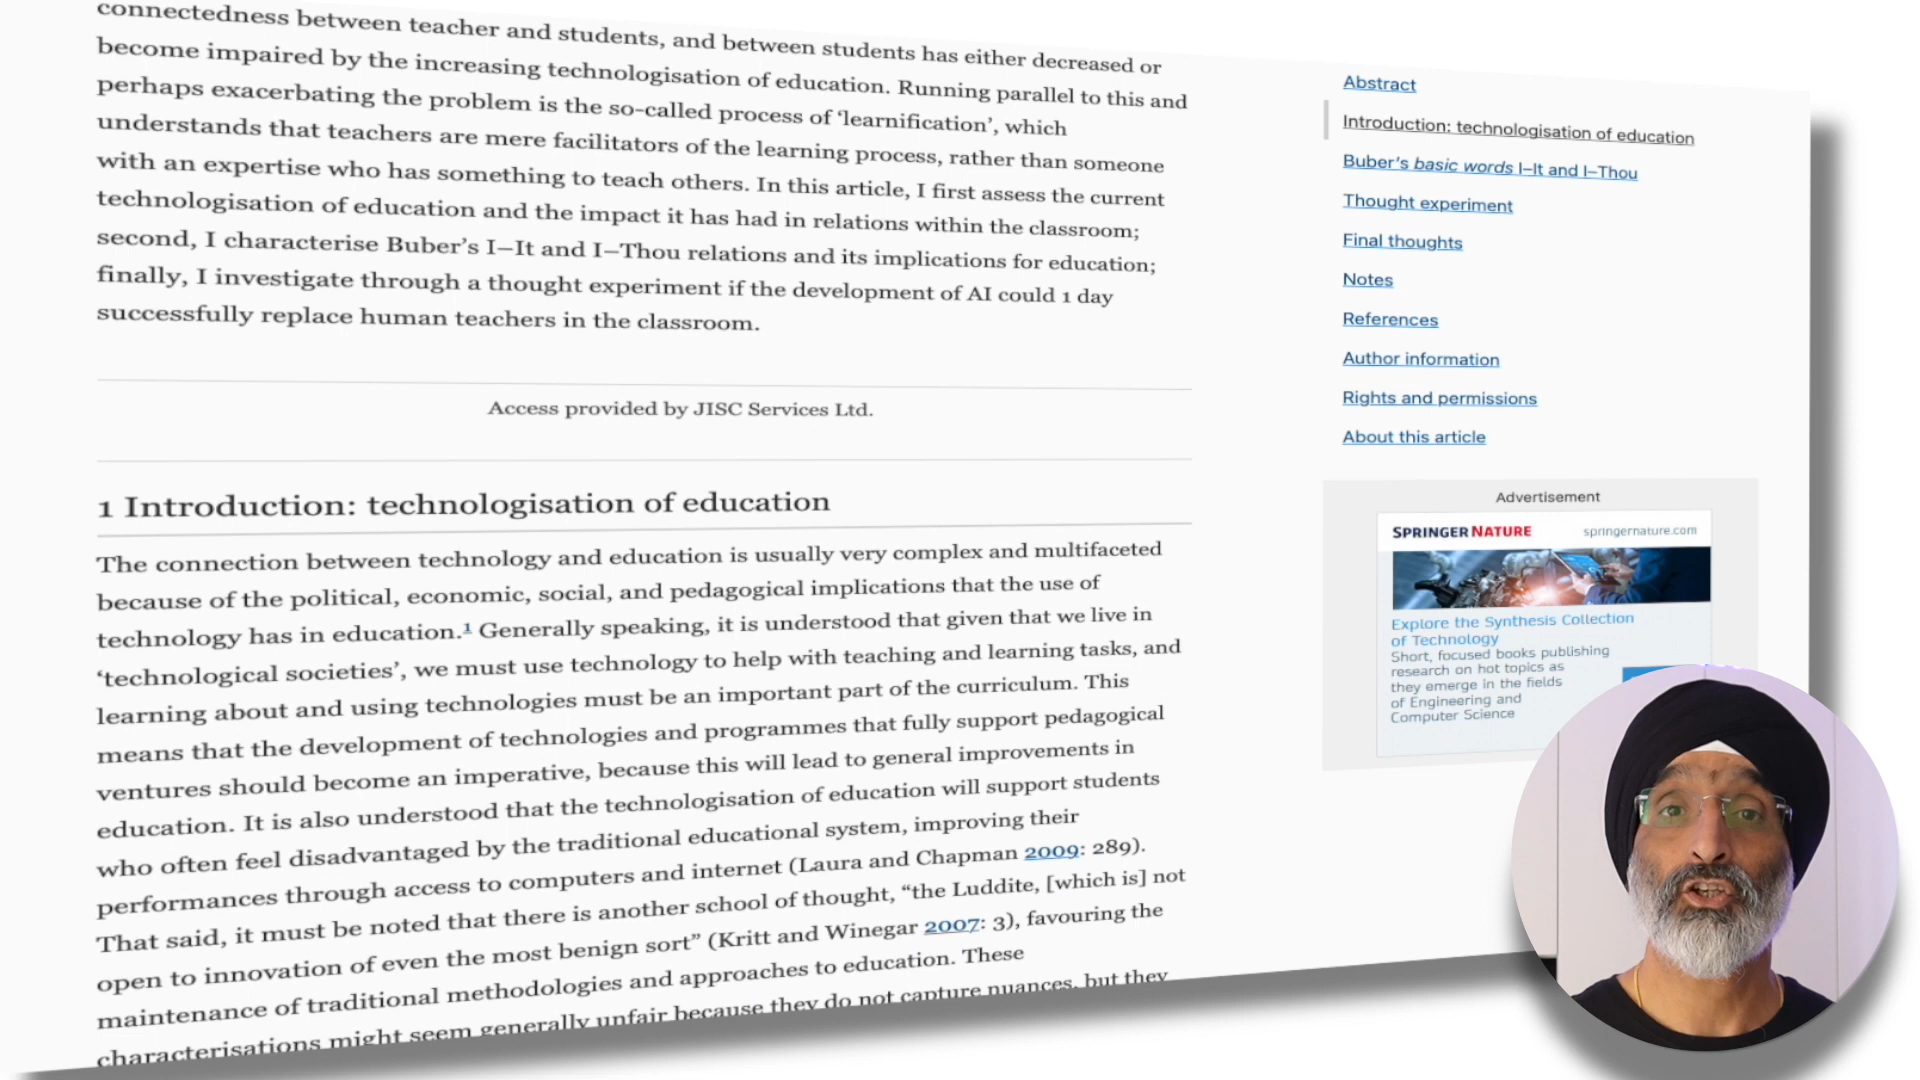 connectedness between teacher and students, and between students has either decreased or
become impaired by the increasing technologisation of education. Running parallel to this and
perhaps exacerbating the problem is the so-called process of ‘learnification’, which
understands that teachers are mere facilitators of the learning process, rather than someone
with an expertise who has something to teach others. In this article, I first assess the current
technologisation of education and the impact it has had in relations within the classroom;
second, I characterise Buber’s I–It and I–Thou relations and its implications for education;
finally, I investigate through a thought experiment if the development of AI could 1 day
successfully replace human teachers in the classroom.
Access provided by JISC Services Ltd.
1 Introduction: technologisation of education
The connection between technology and education is usually very complex and multifaceted
because of the political, economic, social, and pedagogical implications that the use of
technology has in education.1 Generally speaking, it is understood that given that we live in
‘technological societies’, we must use technology to help with teaching and learning tasks, and
learning about and using technologies must be an important part of the curriculum. This
means that the development of technologies and programmes that fully support pedagogical
ventures should become an imperative, because this will lead to general improvements in
education. It is also understood that the technologisation of education will support students
who often feel disadvantaged by the traditional educational system, improving their
performances through access to computers and internet (Laura and Chapman 2009: 289).
That said, it must be noted that there is another school of thought, “the Luddite, [which is] not
open to innovation of even the most benign sort” (Kritt and Winegar 2007: 3), favouring the
maintenance of traditional methodologies and approaches to education. These
characterisations might seem generally unfair because they do not capture nuances, but they
Abstract
Introduction: technologisation of education
Buber’s basic words I–It and I–Thou
Thought experiment
Final thoughts
Notes
References
Author information
Rights and permissions
About this article
Advertisement
SPRINGER NATURE springernature.com
Explore the Synthesis Collection
of Technology
Short, focused books publishing
research on hot topics as
they emerge in the fields
of Engineering and
Computer Science